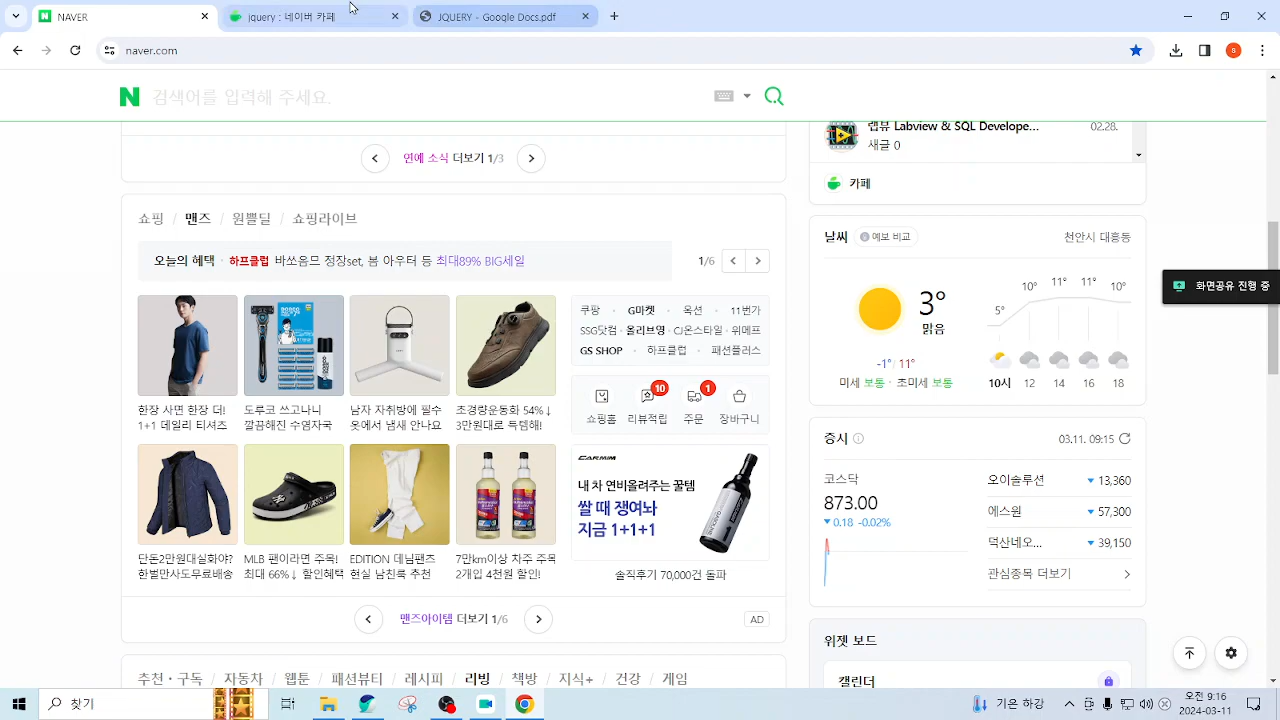 NAVER
jquery : 네이버 카페
JQUERY - Google Docs.pdf
naver.com
S
N 검색어를 입력해 주세요.
연예 소식 더보기 1/3
랩뷰 Labview & SQL Develope... 02.28.
새글 0
카페
쇼핑 / 맨즈 / 원쁠딜 / 쇼핑라이브
오늘의 혜택 · 하프클럽 바쏘옴므 정장set, 봄 아우터 등 최대89% BIG세일
1/6
쿠팡 · G마켓 · 옥션 · 11번가
SSG닷컴 · 올리브영 · CJ온스타일 · 위메프
GS SHOP · 하프클럽 · 패션플러스
한장 사면 한장 더!
1+1 데일리 티셔츠
도루코 쓰고나니
깔끔해진 수염자국
남자 자취방에 필수
옷에서 냄새 안나요
초경량운동화 54%↓
3만원대로 득템해!
10
1
쇼핑홈 리뷰적립 주문 장바구니
단돈2만원대실화야?
한벌만사도무료배송
MLB 팬이라면 주목!
최대 66%↓ 할인혜택
EDITION 데님팬츠
현실 남친룩 추천
7만km이상 차주 주목
2개입 4천원 할인!
CARWM
내 차 연비올려주는 꿀템
쌀 때 쟁여놔
지금 1+1+1
솔직후기 70,000건 돌파
맨즈아이템 더보기 1/6
AD
추천·구독 / 자동차 / 웹툰 / 패션뷰티 / 레시피 / 리빙 / 책방 / 지식+ / 건강 / 게임
날씨 예보 비교 천안시 대흥동
3°
맑음
-1° 11°
미세 보통 · 초미세 보통
5° 10° 11° 11° 10°
10시 12 14 16 18
증시 03.11. 09:15
코스닥
873.00
▼0.18 -0.02%
오이솔루션 ▼ 13,360
에스원 ▼ 57,300
덕산네오... ▼ 39,150
관심종목 더보기
위젯 보드
캘린더
화면공유 진행 중
찾기
기온 하강
오전 9:16
2024-03-11